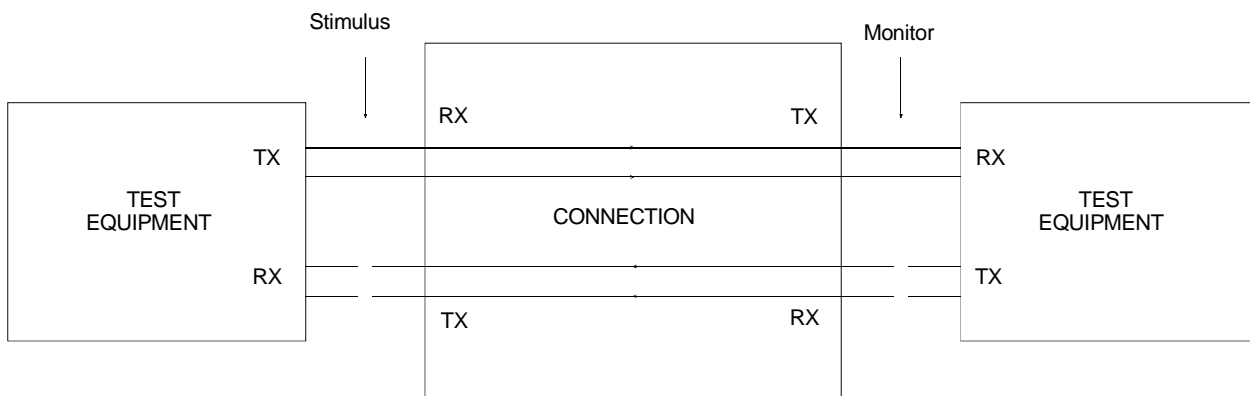 Stimulus
Monitor
RX
TX
TX
RX
TEST
EQUIPMENT
CONNECTION
TEST
EQUIPMENT
RX
TX
TX
RX